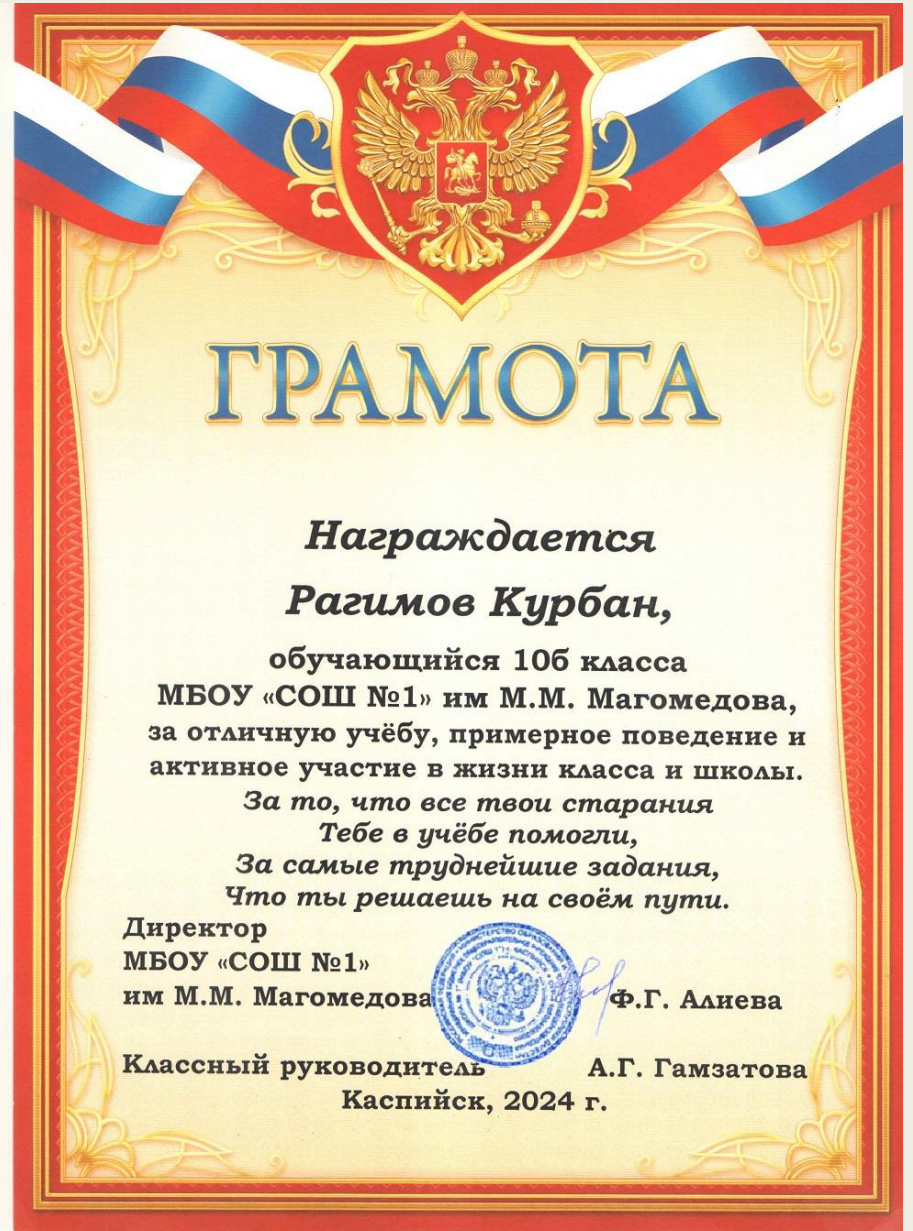 ГРАМОТА
Награждается
Рагимов Курбан,
обучающийся 10б класса
МБОУ «СОШ №1» им М.М. Магомедова,
за отличную учёбу, примерное поведение и
активное участие в жизни класса и школы.
За то, что все твои старания
Тебе в учёбе помогли,
За самые труднейшие задания,
Что ты решаешь на своём пути.
Директор
МБОУ «СОШ №1»
им М.М. Магомедова Ф.Г. Алиева
Классный руководитель А.Г. Гамзатова
Каспийск, 2024 г.